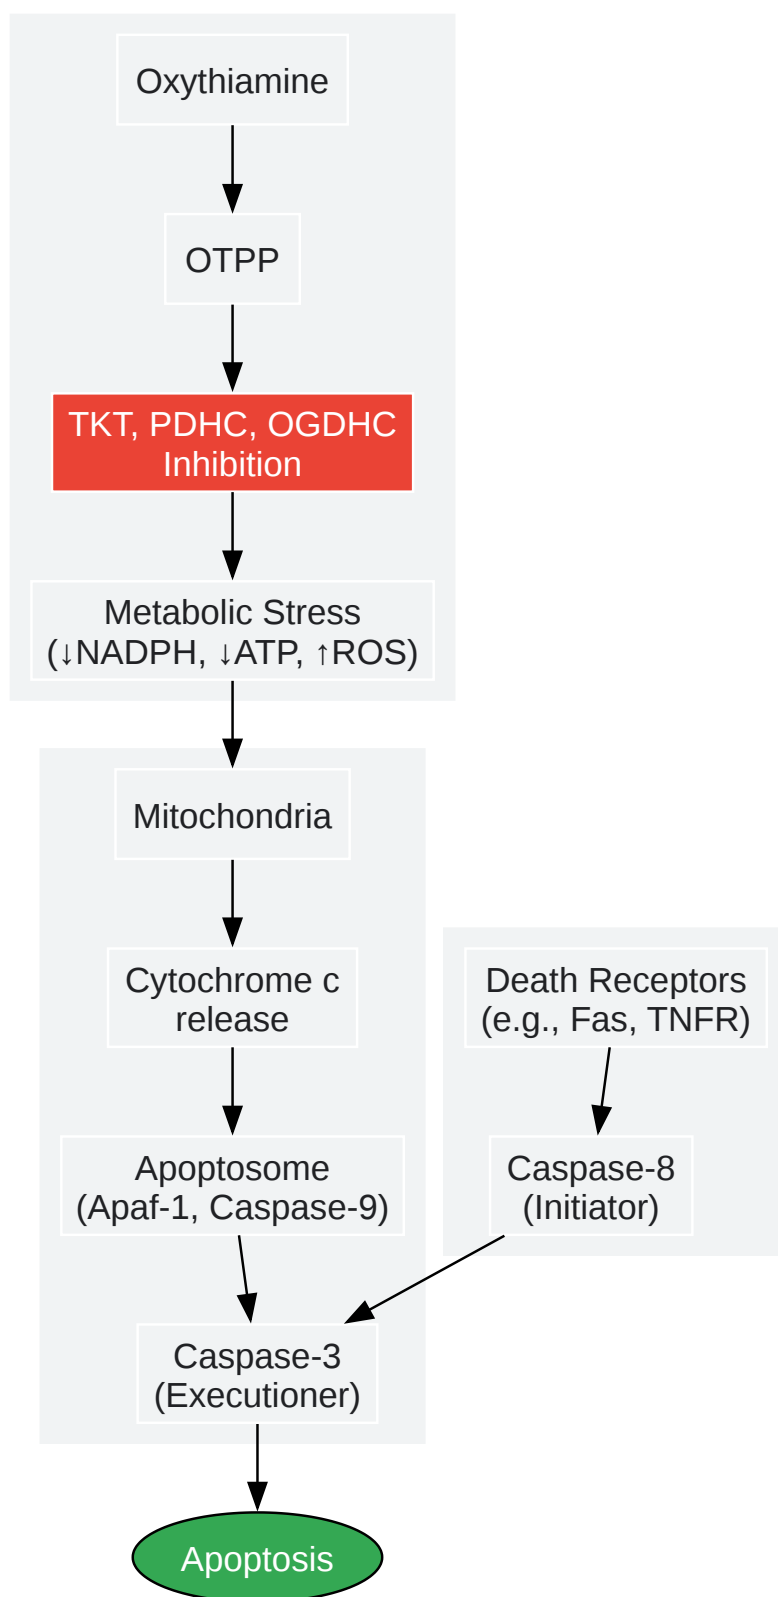 Oxythiamine
OTPP
TKT, PDHC, OGDHC
Inhibition
Metabolic Stress
(↓NADPH, ↓ATP, ↑ROS)
Mitochondria
Cytochrome c
release
Death Receptors
(e.g., Fas, TNFR)
Apoptosome
(Apaf-1, Caspase-9)
Caspase-8
(Initiator)
Caspase-3
(Executioner)
Apoptosis